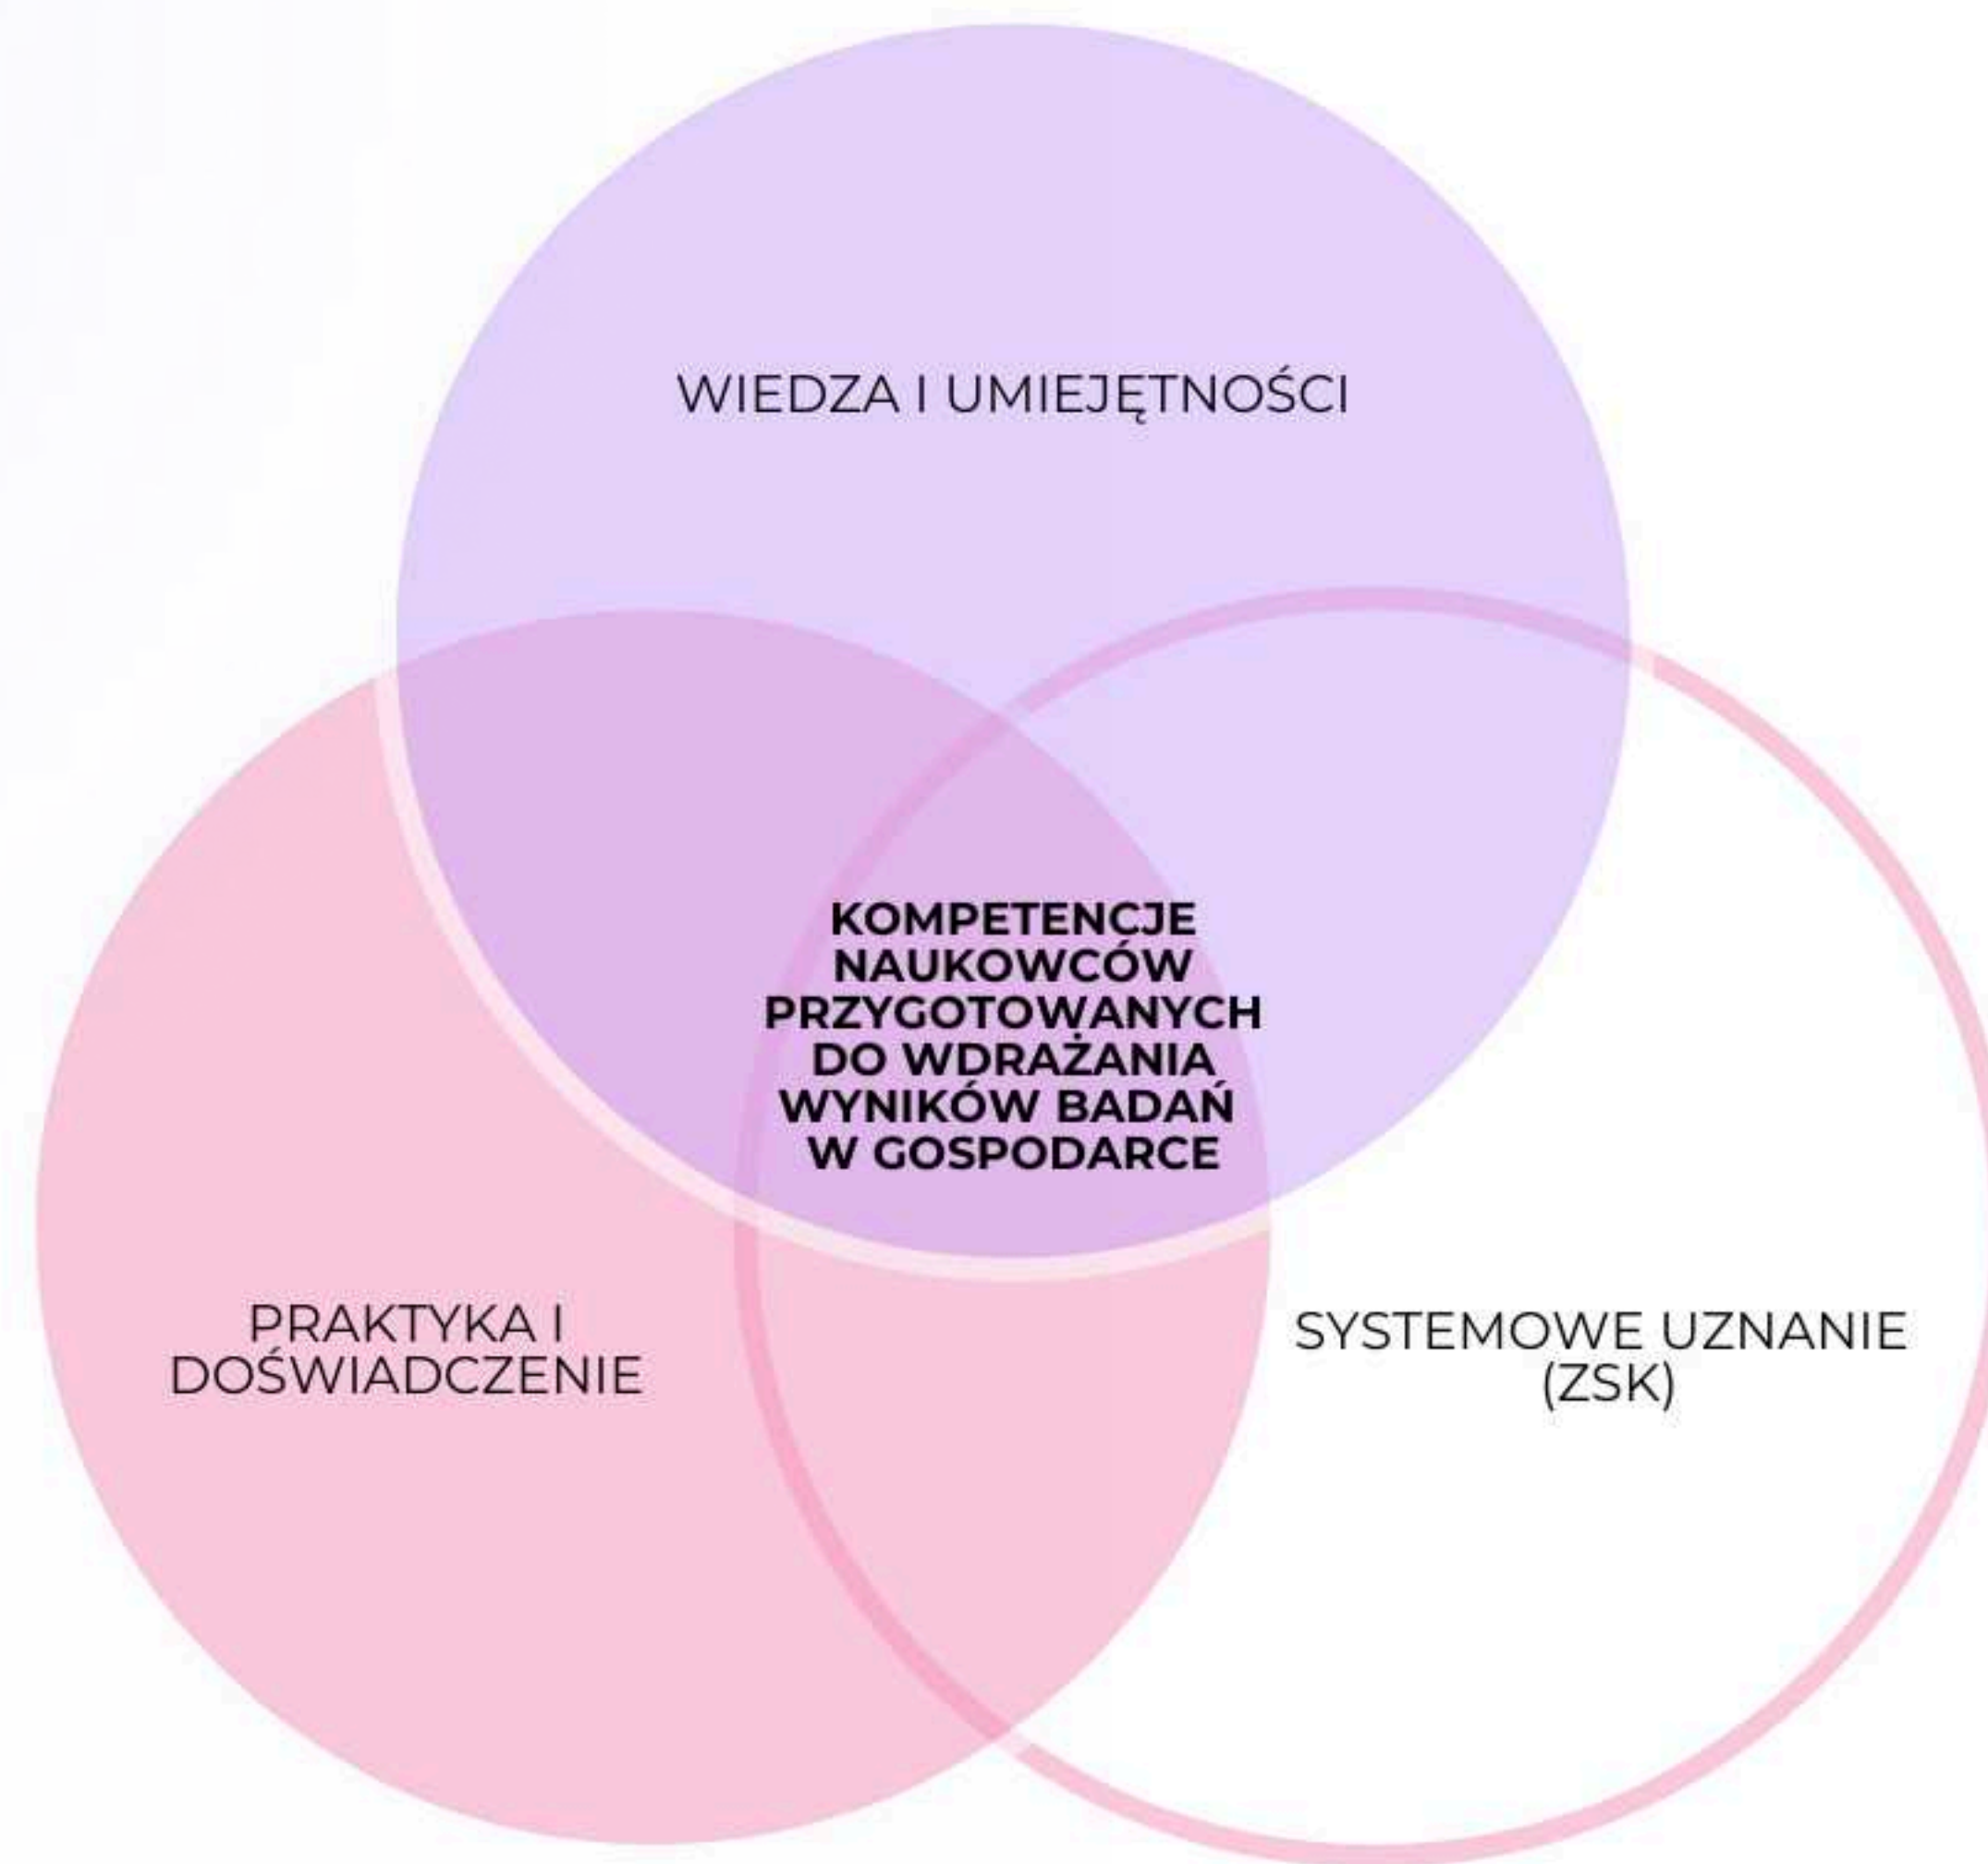 WIEDZA I UMIEJĘTNOŚCI
KOMPETENCJE
NAUKOWCÓW
PRZYGOTOWANYCH
DO WDRAŻANIA
WYNIKÓW BADAŃ
W GOSPODARCE
PRAKTYKA I
DOŚWIADCZENIE
SYSTEMOWE UZNANIE
(ZSK)